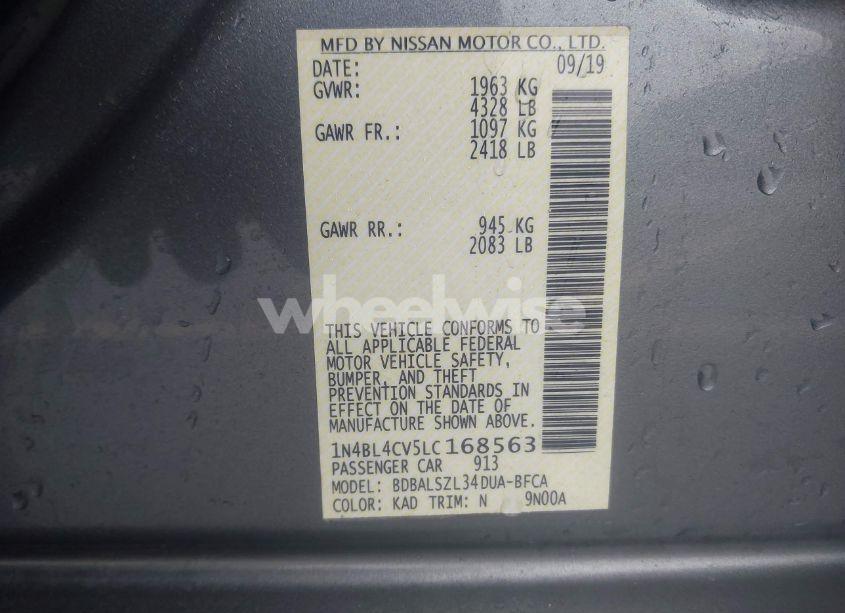 MFD BY NISSAN MOTOR CO., LTD.
DATE: 09/19
GVWR: 1963 KG
4328 LB
GAWR FR.: 1097 KG
2418 LB
GAWR RR.: 945 KG
2083 LB
wheelwise
THIS VEHICLE CONFORMS TO
ALL APPLICABLE FEDERAL
MOTOR VEHICLE SAFETY,
BUMPER, AND THEFT
PREVENTION STANDARDS IN
EFFECT ON THE DATE OF
MANUFACTURE SHOWN ABOVE.
1N4BL4CV5LC168563
PASSENGER CAR 913
MODEL: BDBALSZL34DUA-BFCA
COLOR: KAD TRIM: N 9N00A